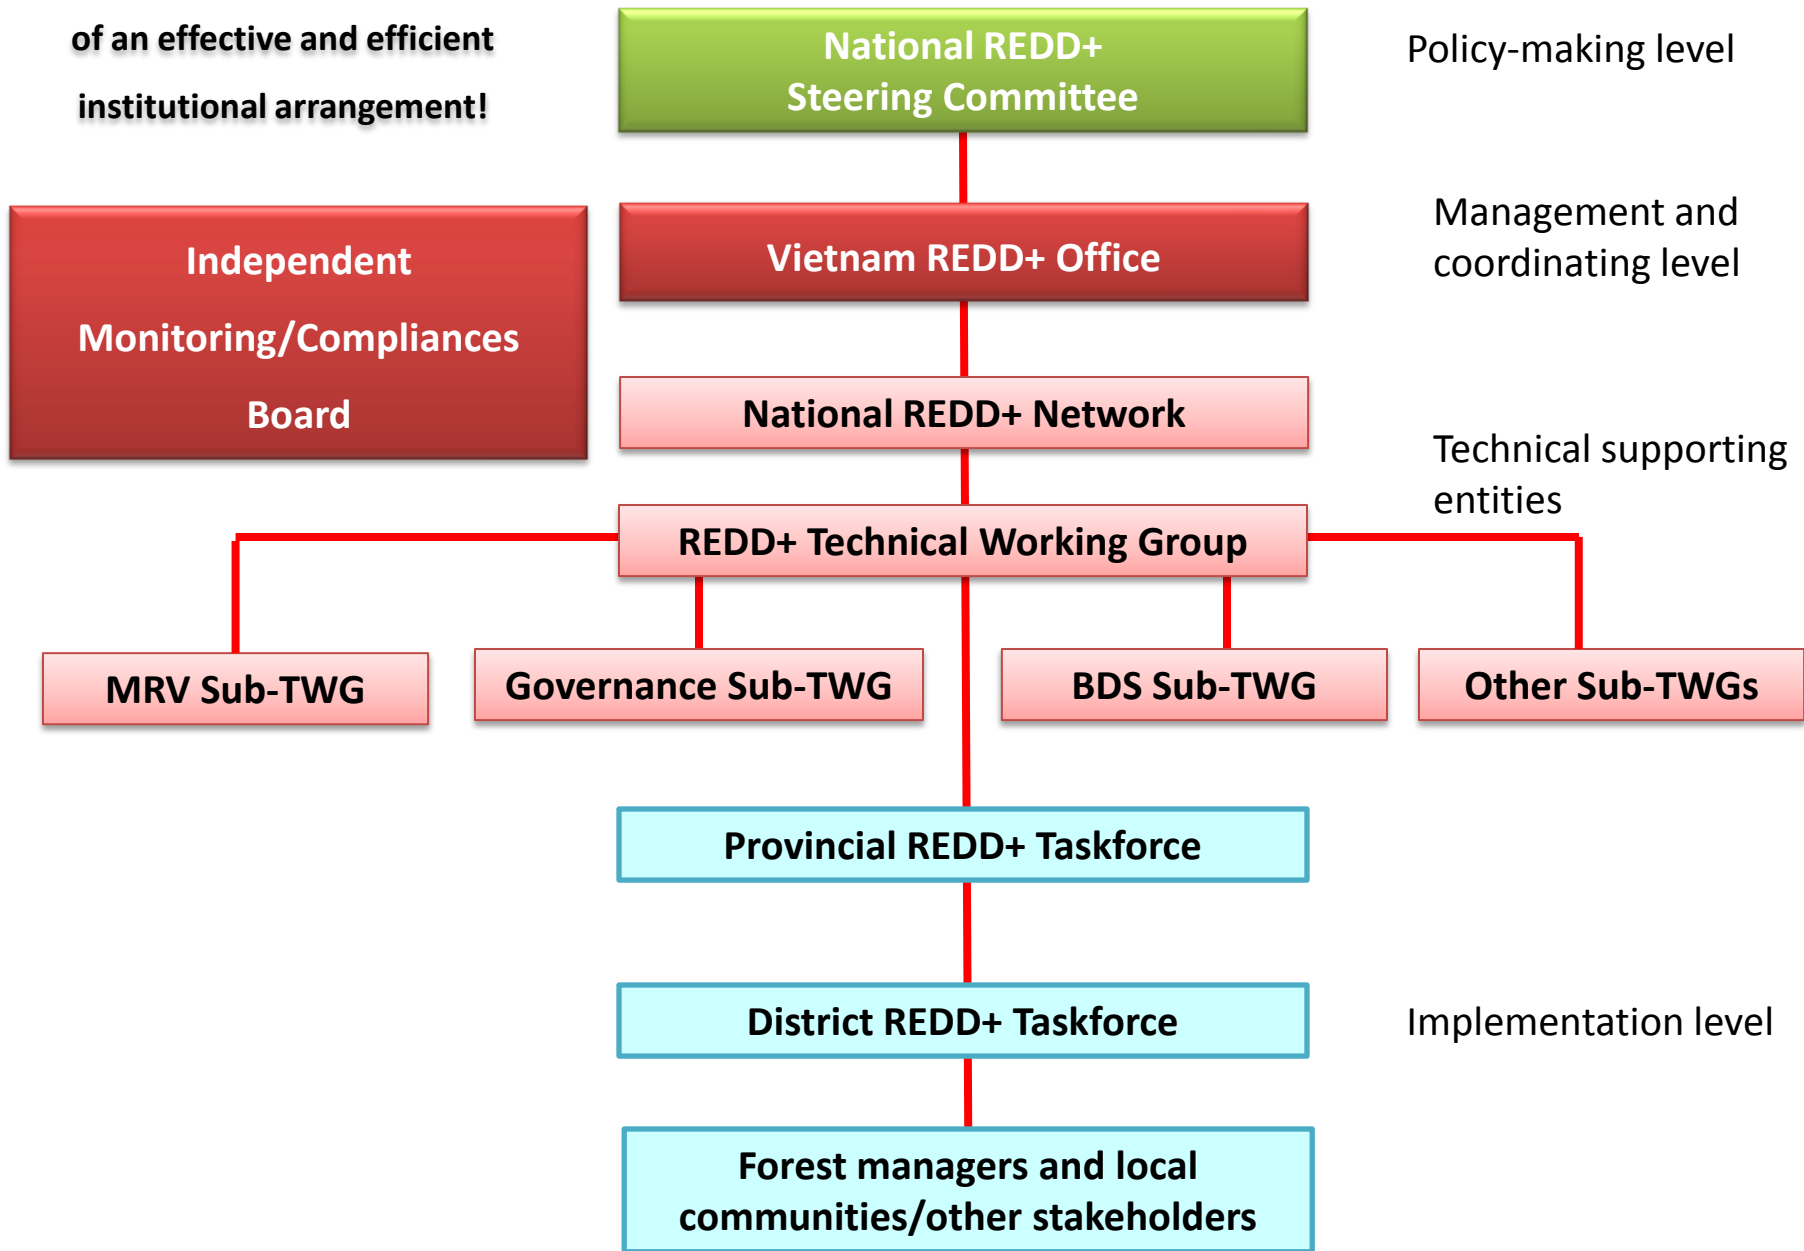 of an effective and efficient
institutional arrangement!
National REDD+
Steering Committee
Policy-making level
Independent
Monitoring/Compliances
Board
Vietnam REDD+ Office
Management and
coordinating level
National REDD+ Network
Technical supporting
entities
REDD+ Technical Working Group
MRV Sub-TWG
Governance Sub-TWG
BDS Sub-TWG
Other Sub-TWGs
Provincial REDD+ Taskforce
District REDD+ Taskforce
Implementation level
Forest managers and local
communities/other stakeholders